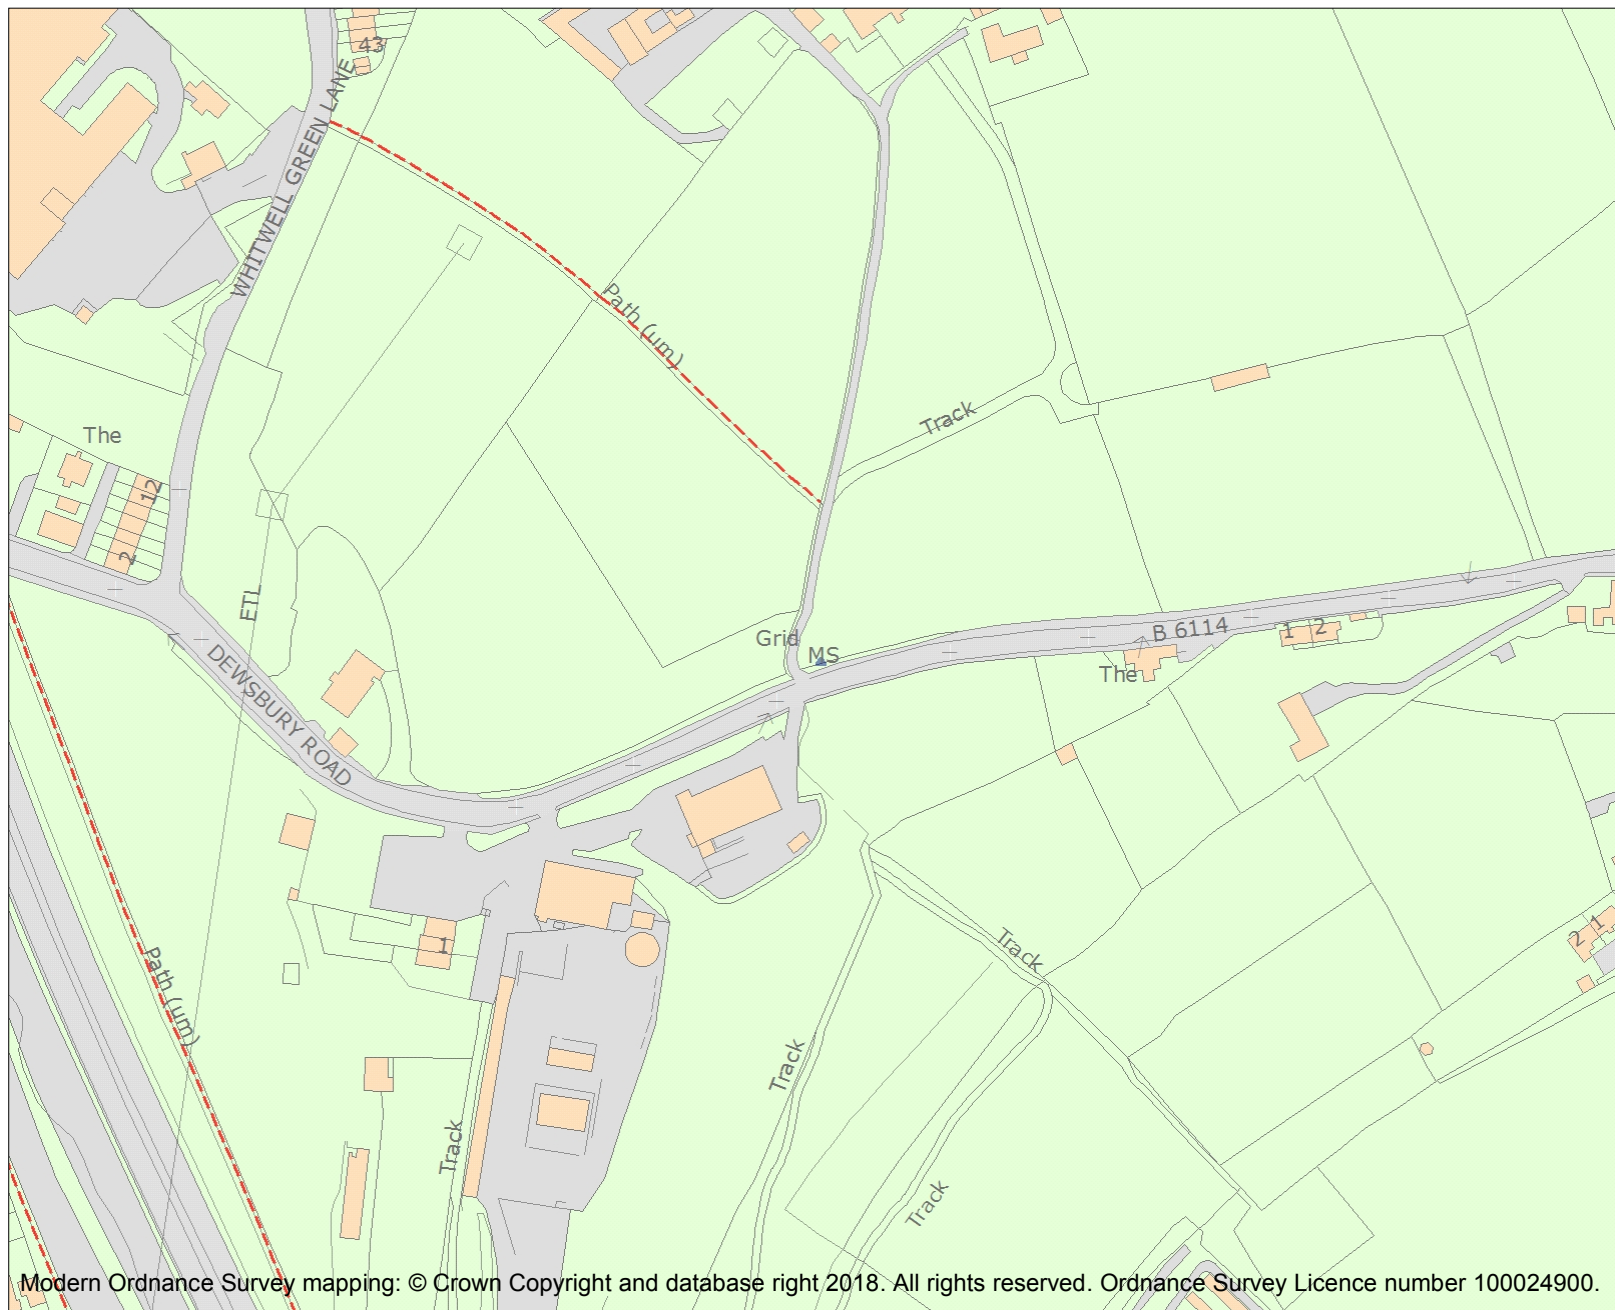 43
WHITWELL GREEN LANE
Path (um)
Track
The
12
2
ETL
Grid
MS
B 6114
1
2
The
DEWSBURY ROAD
1
2
1
Track
Path (um)
Track
Track
Track
Modern Ordnance Survey mapping: © Crown Copyright and database right 2018. All rights reserved. Ordnance Survey Licence number 100024900.